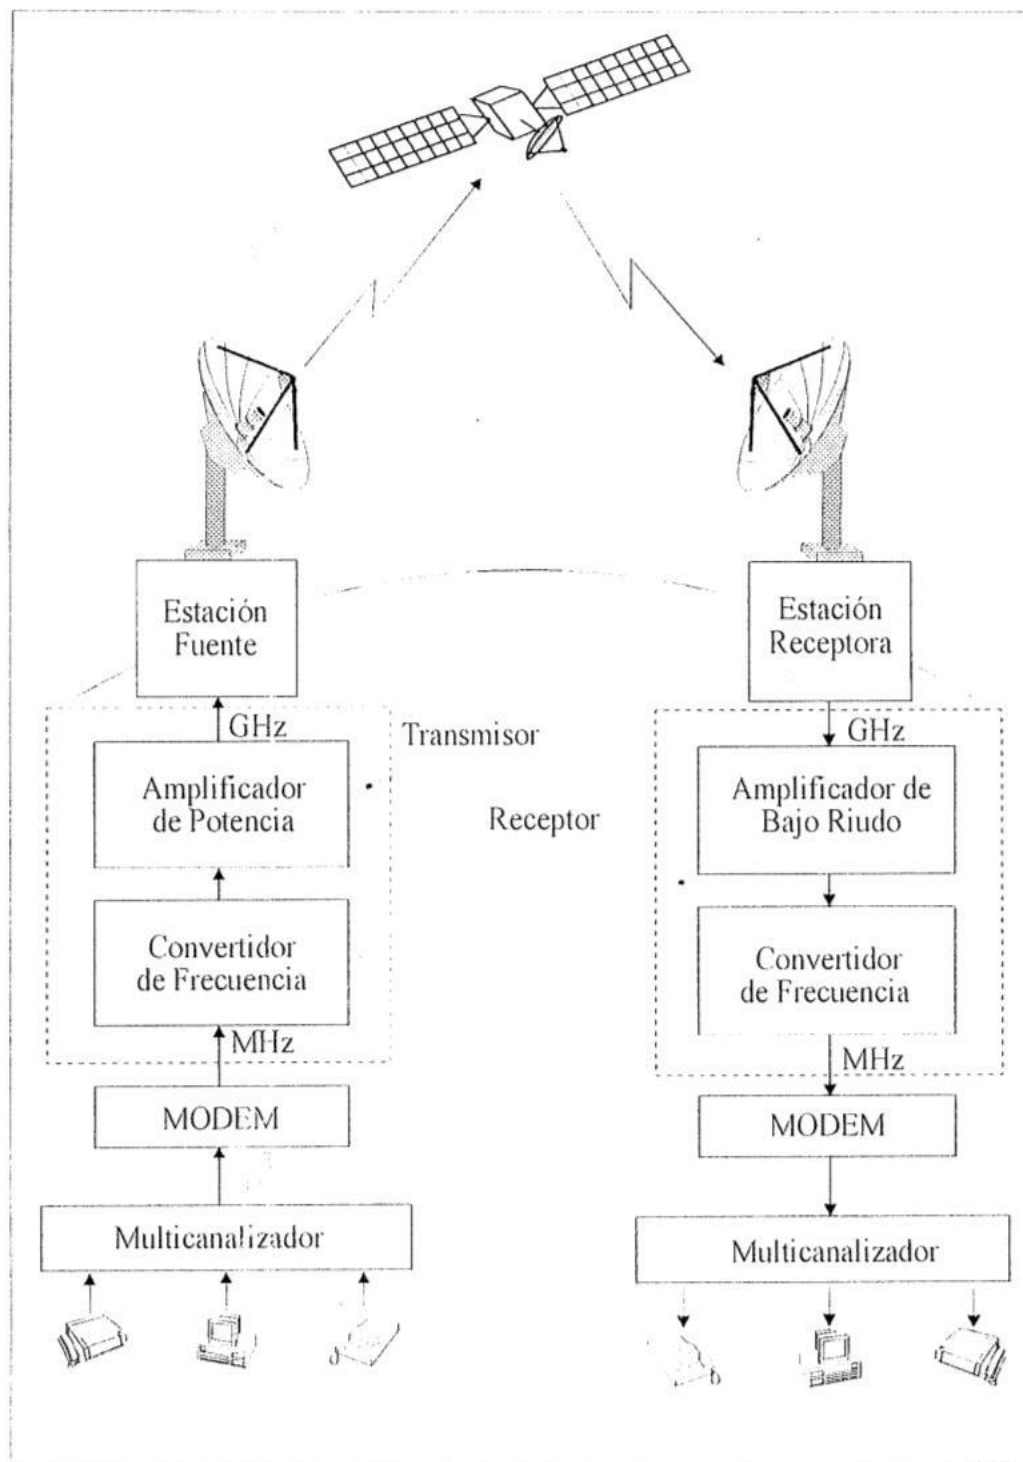 Estación
Fuente
Estación
Receptora
GHz
Transmisor
GHz
Amplificador
de Potencia
Receptor
Amplificador de
Bajo Riudo
Convertidor
de Frecuencia
Convertidor
de Frecuencia
MHz
MHz
MODEM
MODEM
Multicanalizador
Multicanalizador